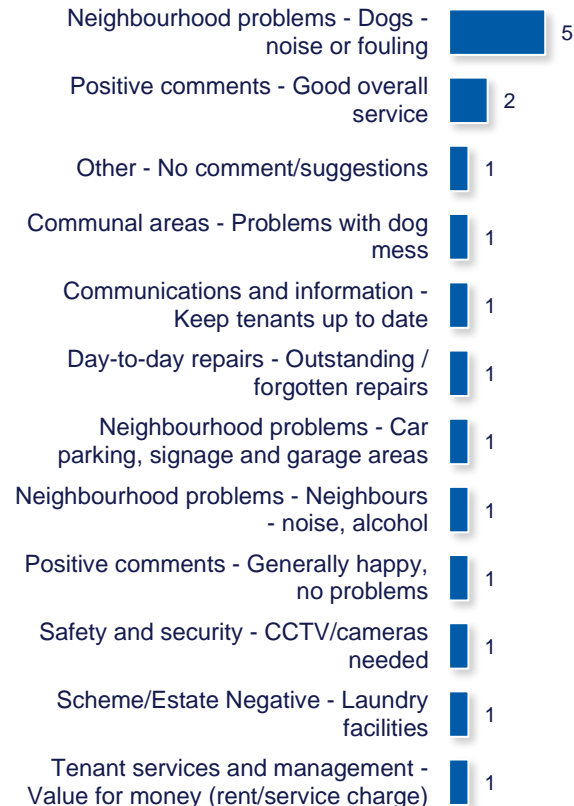 Neighbourhood problems - Dogs -
noise or fouling
5
Positive comments - Good overall
service
2
Other - No comment/suggestions
1
Communal areas - Problems with dog
mess
1
Communications and information -
Keep tenants up to date
1
Day-to-day repairs - Outstanding /
forgotten repairs
1
Neighbourhood problems - Car
parking, signage and garage areas
1
Neighbourhood problems - Neighbours
- noise, alcohol
1
Positive comments - Generally happy,
no problems
1
Safety and security - CCTV/cameras
needed
1
Scheme/Estate Negative - Laundry
facilities
1
Tenant services and management -
Value for money (rent/service charge)
1